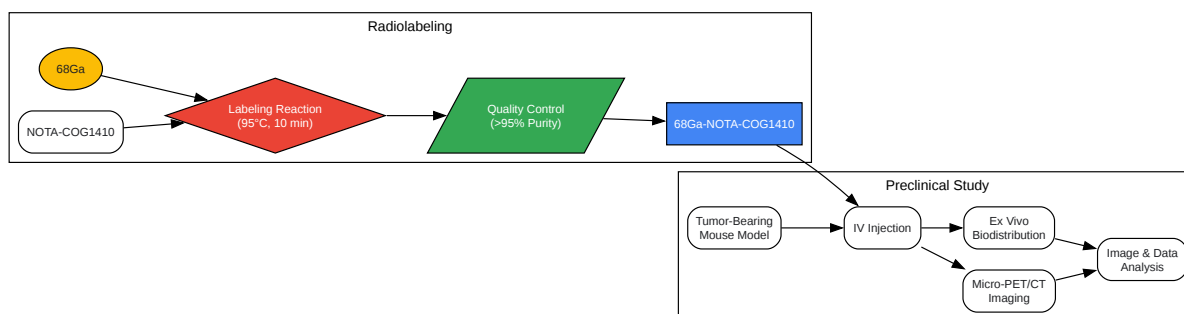 Radiolabeling
68Ga
NOTA-COG1410
Labeling Reaction
(95°C, 10 min)
Quality Control
(>95% Purity)
68Ga-NOTA-COG1410
Preclinical Study
Tumor-Bearing
Mouse Model
IV Injection
Ex Vivo
Biodistribution
Micro-PET/CT
Imaging
Image & Data
Analysis